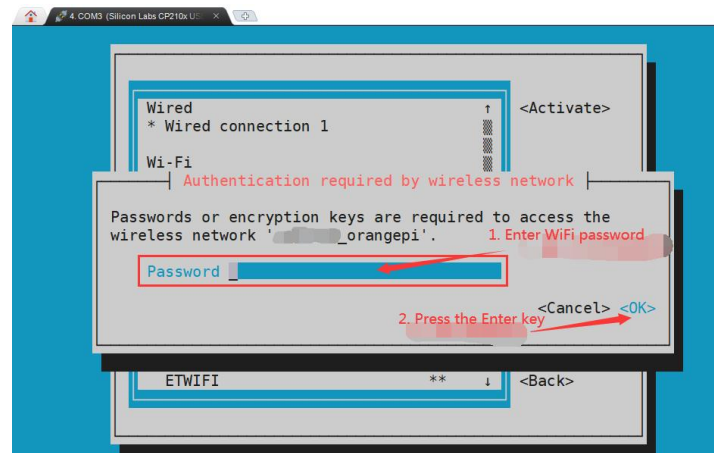 4. COM3 (Silicon Labs CP210x US
Wired
* Wired connection 1
Wi-Fi
<Activate>
Authentication required by wireless network
Passwords or encryption keys are required to access the
wireless network ' _orangepi'.
1. Enter WiFi password
Password
<Cancel> <OK>
2. Press the Enter key
ETWIFI ** ↓ <Back>